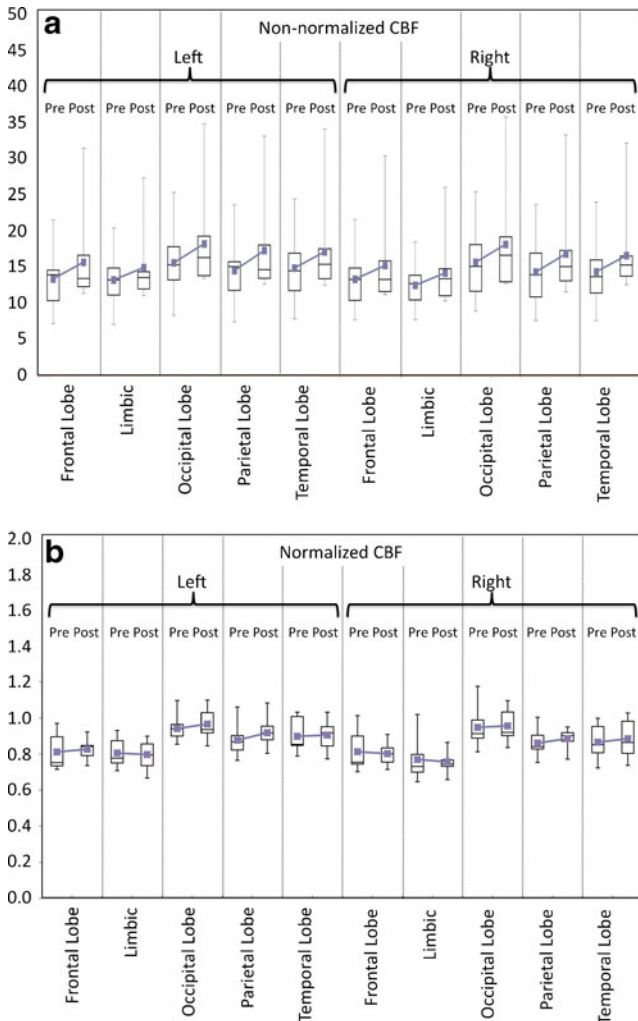 a
Non-normalized CBF
Left
Right
Pre Post Pre Post Pre Post Pre Post Pre Post Pre Post Pre Post Pre Post Pre Post Pre Post
50
45
40
35
30
25
20
15
10
5
0
Frontal Lobe
Limbic
Occipital Lobe
Parietal Lobe
Temporal Lobe
Frontal Lobe
Limbic
Occipital Lobe
Parietal Lobe
Temporal Lobe
b
Normalized CBF
Left
Right
Pre Post Pre Post Pre Post Pre Post Pre Post Pre Post Pre Post Pre Post Pre Post Pre Post
2.0
1.8
1.6
1.4
1.2
1.0
0.8
0.6
0.4
0.2
0.0
Frontal Lobe
Limbic
Occipital Lobe
Parietal Lobe
Temporal Lobe
Frontal Lobe
Limbic
Occipital Lobe
Parietal Lobe
Temporal Lobe